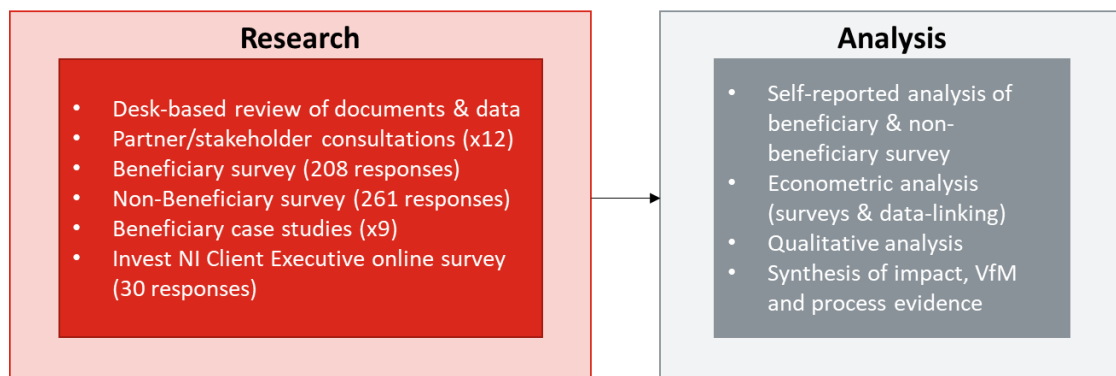 Research
• Desk-based review of documents & data
• Partner/stakeholder consultations (x12)
• Beneficiary survey (208 responses)
• Non-Beneficiary survey (261 responses)
• Beneficiary case studies (x9)
• Invest NI Client Executive online survey
(30 responses)
Analysis
• Self-reported analysis of
beneficiary & non-
beneficiary survey
• Econometric analysis
(surveys & data-linking)
• Qualitative analysis
• Synthesis of impact, VfM
and process evidence